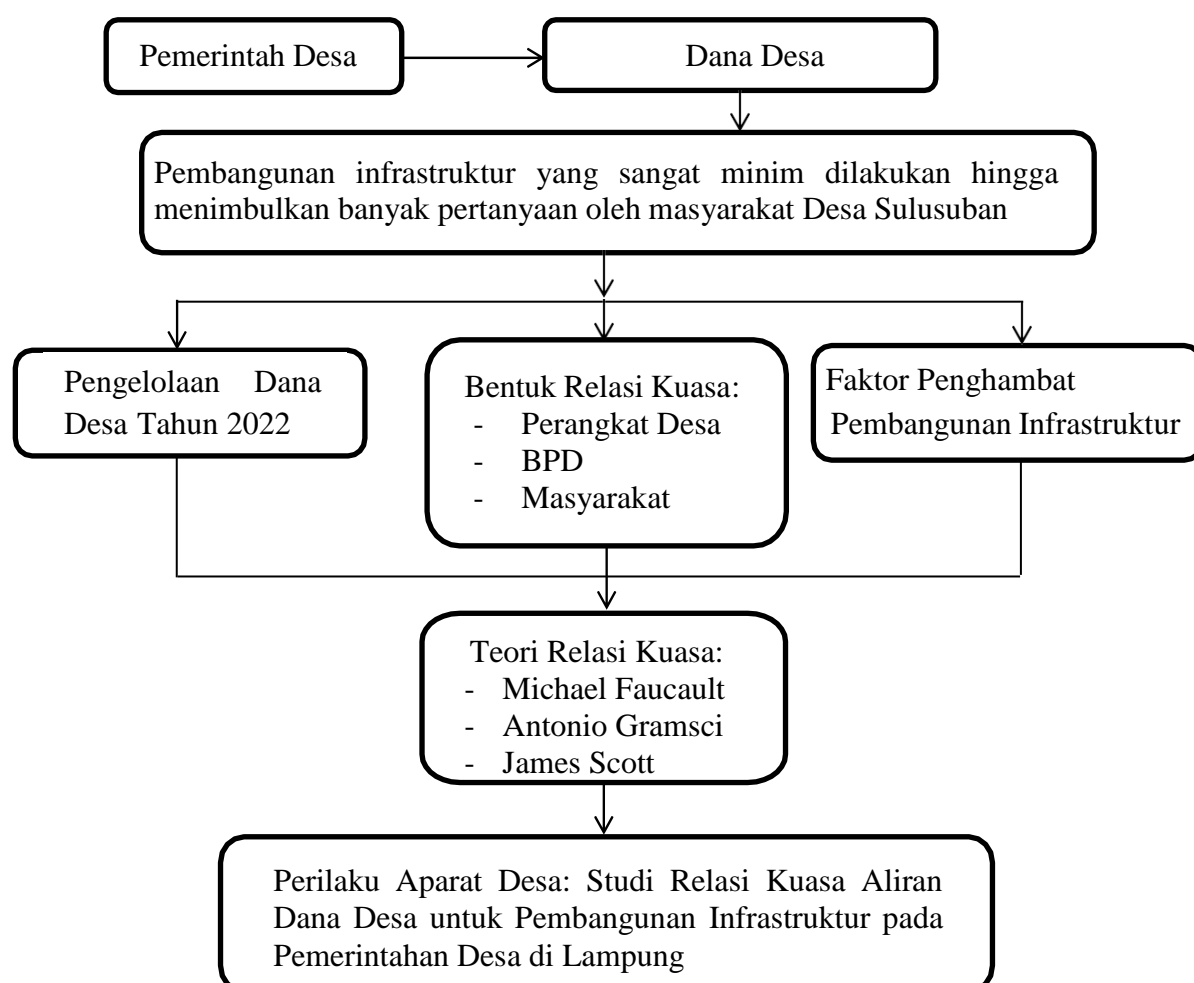 Pemerintah Desa
Dana Desa
Pembangunan infrastruktur yang sangat minim dilakukan hingga
menimbulkan banyak pertanyaan oleh masyarakat Desa Sulusuban
Pengelolaan Dana
Desa Tahun 2022
Bentuk Relasi Kuasa:
- Perangkat Desa
- BPD
- Masyarakat
Faktor Penghambat
Pembangunan Infrastruktur
Teori Relasi Kuasa:
- Michael Faucault
- Antonio Gramsci
- James Scott
Perilaku Aparat Desa: Studi Relasi Kuasa Aliran
Dana Desa untuk Pembangunan Infrastruktur pada
Pemerintahan Desa di Lampung